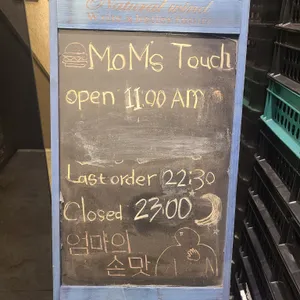 MoM's Touch
open 11:00 AM
Last order 22:30
Closed 23:00
엄마의
손맛